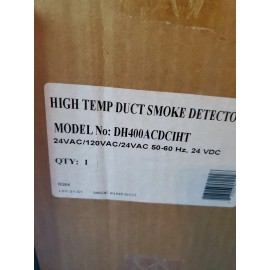 HIGH TEMP DUCT SMOKE DETECTO
MODEL No: DH400ACDCIHT
24VAC/120VAC/24VAC 50-60 Hz, 24 VDC
QTY: 1